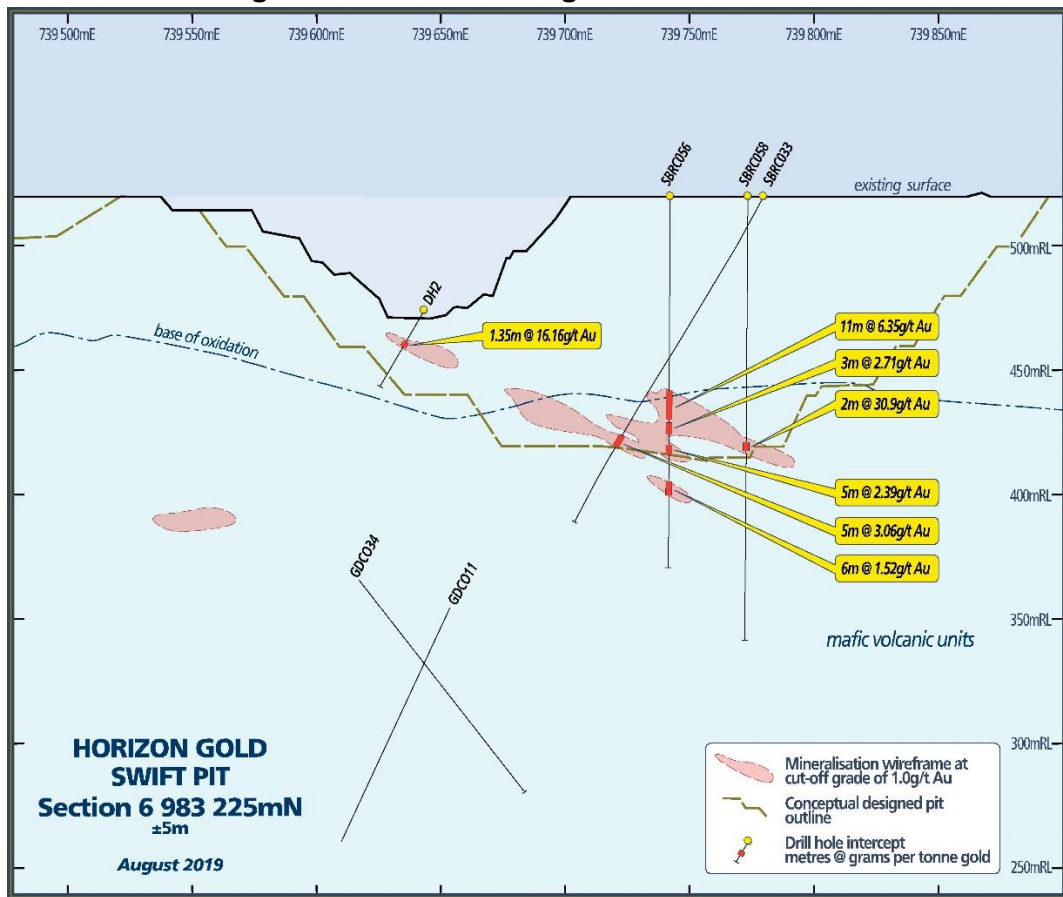 739 500mE
739 550mE
739 600mE
739 650mE
739 700mE
739 750mE
739 800mE
739 850mE
SBRC056
SBRC058
SBRC033
existing surface
500mRL
DH2
1.35m @ 16.16g/t Au
base of oxidation
11m @ 6.35g/t Au
3m @ 2.71g/t Au
450mRL
2m @ 30.9g/t Au
400mRL
5m @ 2.39g/t Au
5m @ 3.06g/t Au
6m @ 1.52g/t Au
GDCO34
GDCO11
350mRL
mafic volcanic units
300mRL
HORIZON GOLD
SWIFT PIT
Section 6 983 225mN
±5m
August 2019
Mineralisation wireframe at
cut-off grade of 1.0g/t Au
Conceptual designed pit
outline
Drill hole intercept
metres @ grams per tonne gold
250mRL